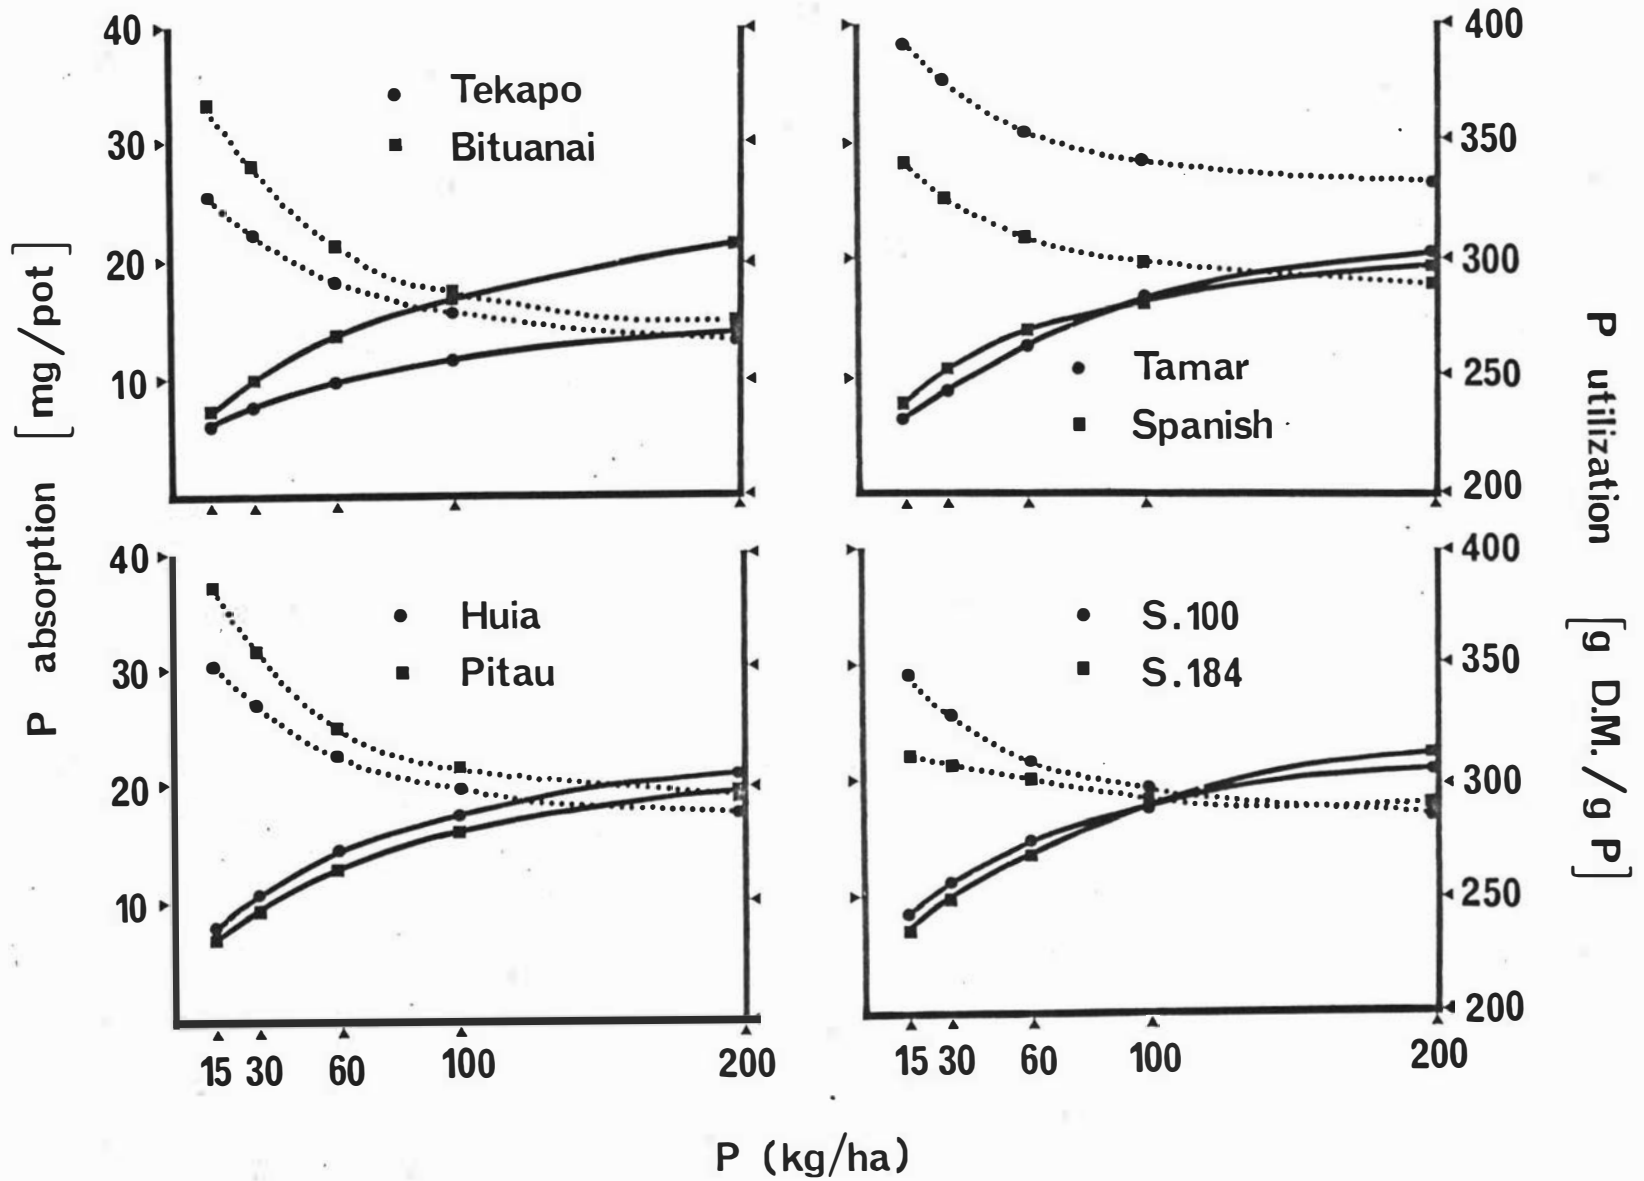 40
30
20
10
Tekapo
Bituanai
400
350
300
250
200
Tamar
Spanish
P absorption [mg/pot]
P utilization [g D.M./g P]
40
30
20
10
Huia
Pitau
15 30 60 100 200
S.100
S.184
400
350
300
250
200
15 30 60 100 200
P (kg/ha)